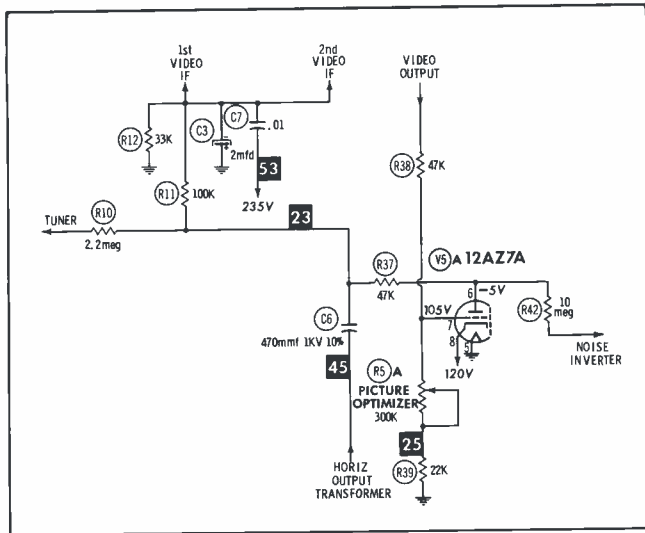 1st
VIDEO
IF
2nd
VIDEO
IF
VIDEO
OUTPUT
R12
33K
C3
2mfd
C7
.01
53
235V
R38
47K
R11
100K
TUNER
R10
2.2meg
23
R37
47K
V5 A 12AZ7A
6
-5V
105V
7
8
5
120V
R42
10
meg
NOISE
INVERTER
C6
470mmf 1KV 10%
45
R5 A
PICTURE
OPTIMIZER
300K
25
R39
22K
HORIZ
OUTPUT
TRANSFORMER